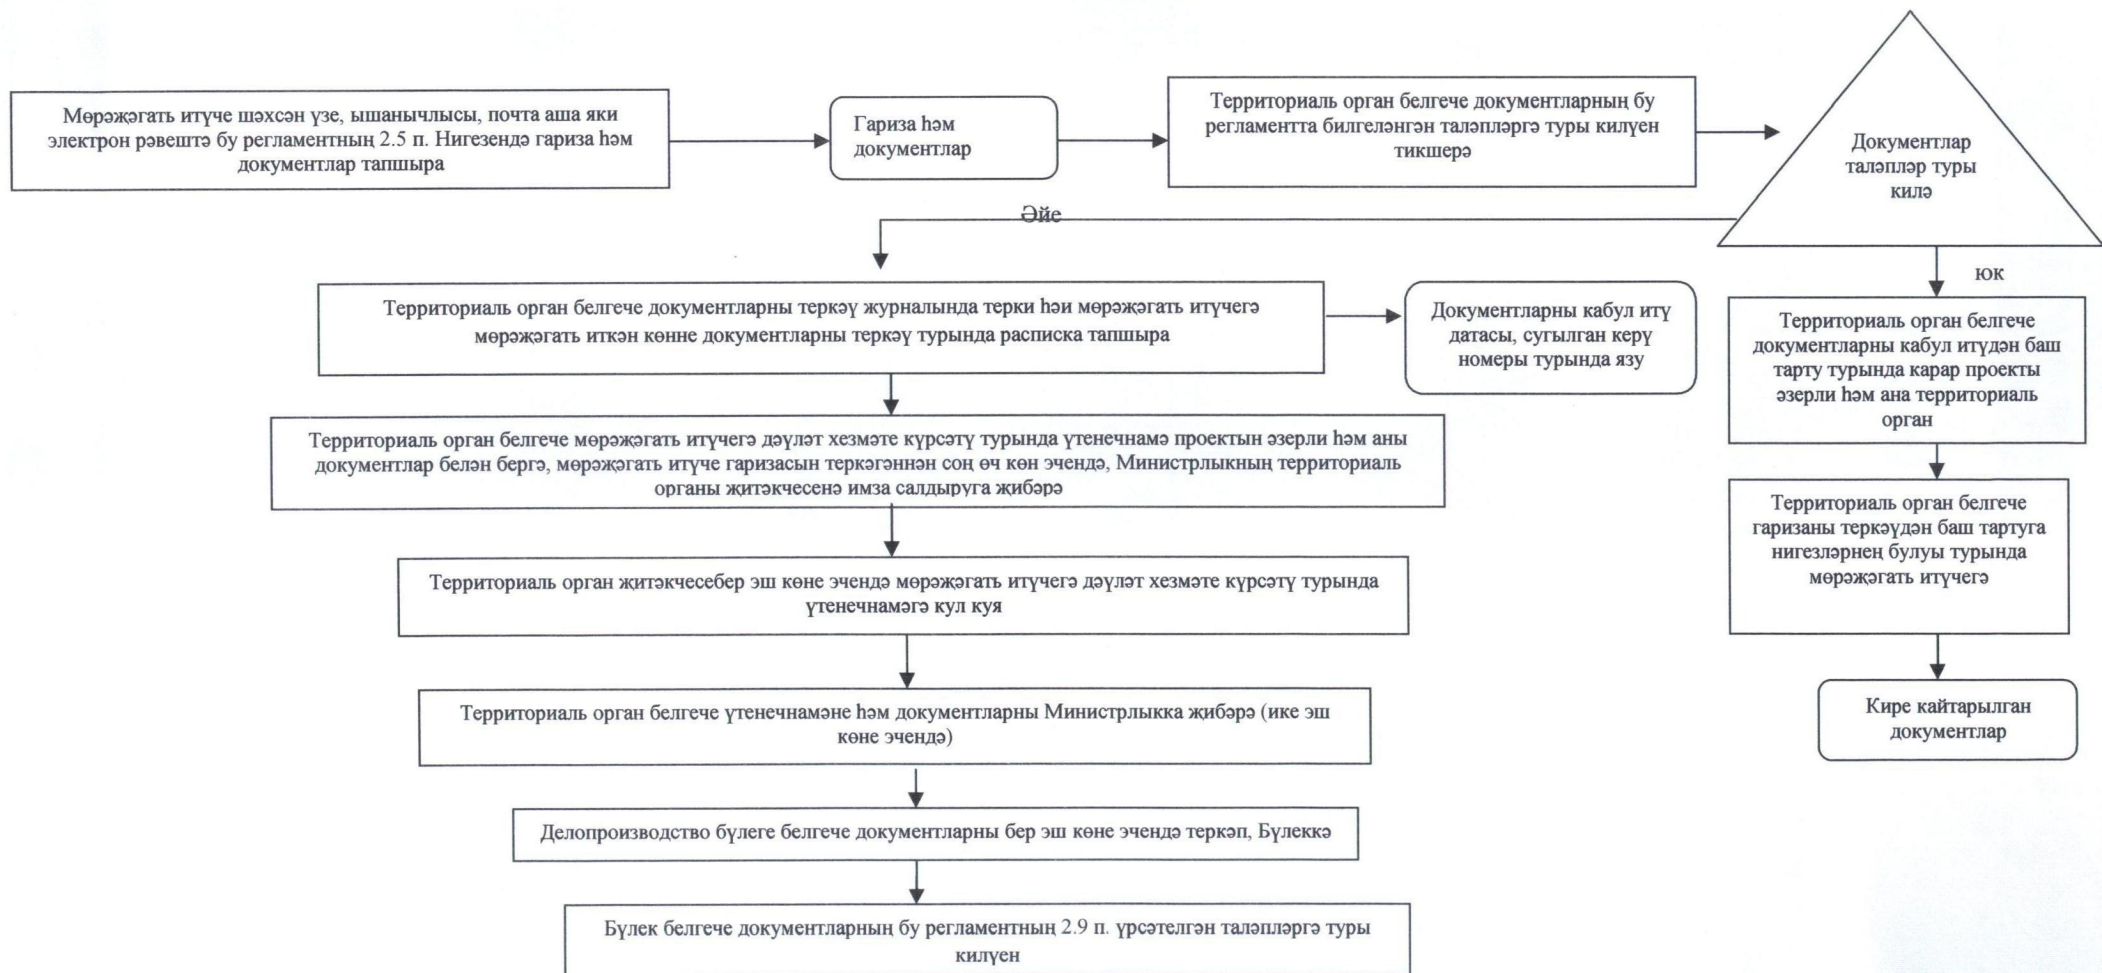 Мөрәҗәгать итүче шәхсән үзе, ышанычлысы, почта аша яки
электрон рәвештә бу регламентның 2.5 п. Нигезендә гариза һәм
документлар тапшыра
Гариза һәм
документлар
Территориаль орган белгече документларның бу
регламентта билгеләнгән таләпләргә туры килүен
тикшерә
Документлар
таләпләр туры
килә
Әйе
юк
Территориаль орган белгече документларны теркәү журналында терки һәи мөрәҗәгать итүчегә
мөрәҗәгать иткән көнне документларны теркәү турында расписка тапшыра
Документларны кабул итү
датасы, сугылган керү
номеры турында язу
Территориаль орган белгече
документларны кабул итүдән баш
тарту турында карар проекты
әзерли һәм ана территориаль
орган
Территориаль орган белгече мөрәҗәгать итүчегә дәүләт хезмәте күрсәтү турында үтенечнамә проектын әзерли һәм аны
документлар белән бергә, мөрәҗәгать итүче гаризасын теркәгәннән соң өч көн эчендә, Министрлыкның территориаль
органы җитәкчесенә имза салдыруга җибәрә
Территориаль орган белгече
гаризаны теркәүдән баш тартуга
нигезләрнең булуы турында
мөрәҗәгать итүчегә
Территориаль орган җитәкчесебер эш көне эчендә мөрәҗәгать итүчегә дәүләт хезмәте күрсәтү турында
үтенечнамәгә кул куя
Территориаль орган белгече үтенечнамәне һәм документларны Министрлыкка җибәрә (ике эш
көне эчендә)
Кире кайтарылган
документлар
Делопроизводство бүлеге белгече документларны бер эш көне эчендә теркәп, Бүлеккә
Бүлек белгече документларның бу регламентның 2.9 п. үрсәтелгән таләпләргә туры
килүен